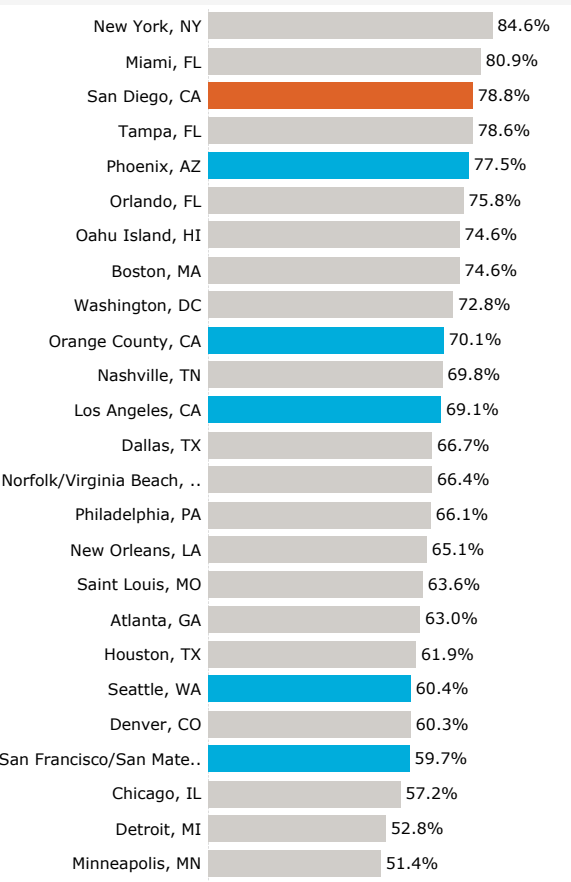 New York, NY 84.6%
Miami, FL 80.9%
San Diego, CA 78.8%
Tampa, FL 78.6%
Phoenix, AZ 77.5%
Orlando, FL 75.8%
Oahu Island, HI 74.6%
Boston, MA 74.6%
Washington, DC 72.8%
Orange County, CA 70.1%
Nashville, TN 69.8%
Los Angeles, CA 69.1%
Dallas, TX 66.7%
Norfolk/Virginia Beach, .. 66.4%
Philadelphia, PA 66.1%
New Orleans, LA 65.1%
Saint Louis, MO 63.6%
Atlanta, GA 63.0%
Houston, TX 61.9%
Seattle, WA 60.4%
Denver, CO 60.3%
San Francisco/San Mate.. 59.7%
Chicago, IL 57.2%
Detroit, MI 52.8%
Minneapolis, MN 51.4%